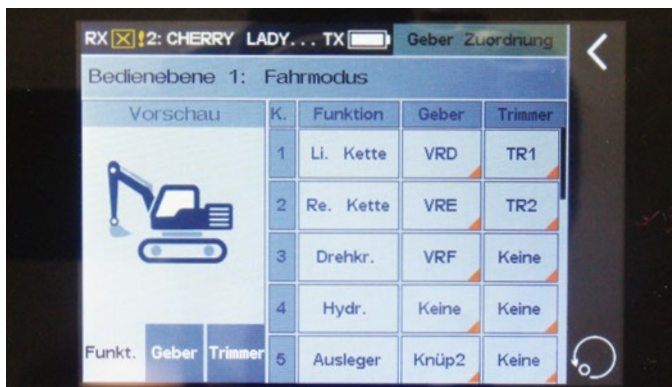 RX 2: CHERRY LADY... TX Geber Zuordnung
Bedienebene 1: Fahrmodus
Vorschau K. Funktion Geber Trimmer
1 Li. Kette VRD TR1
2 Re. Kette VRE TR2
3 Drehkr. VRF Keine
4 Hydr. Keine Keine
5 Ausleger Knüp2 Keine
Funkt. Geber Trimmer